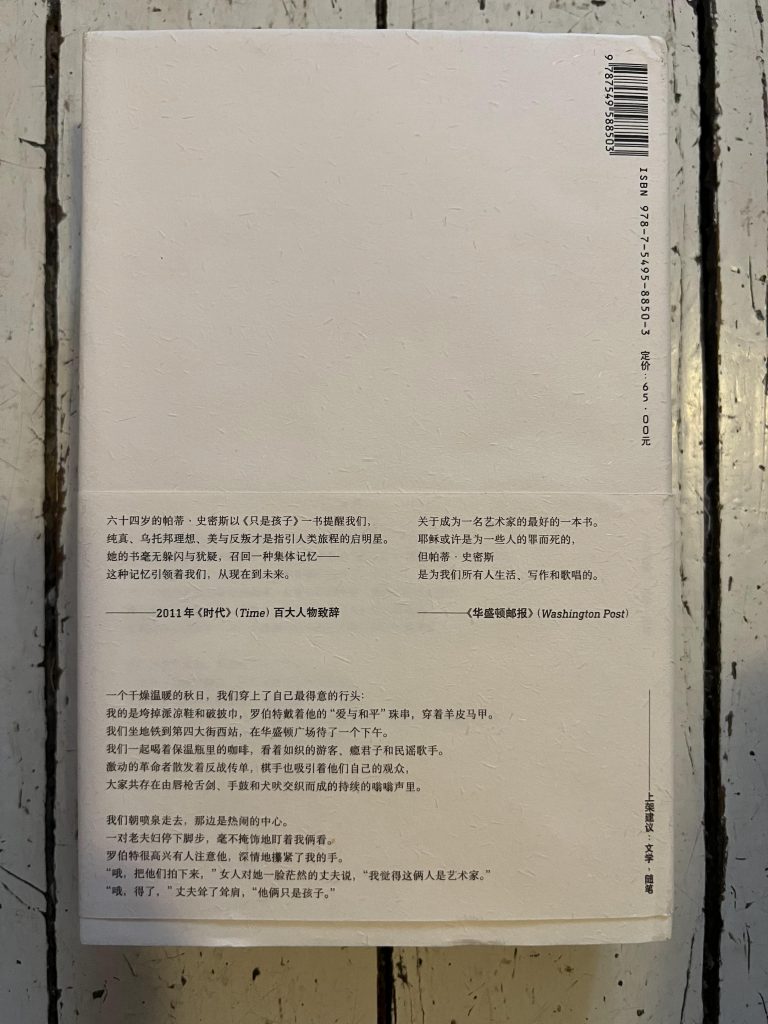 9 787549 588503
ISBN 978-7-5495-8850-3 定价：65.00元
六十四岁的帕蒂·史密斯以《只是孩子》一书提醒我们，
纯真、乌托邦理想、美与反叛才是指引人类旅程的启明星。
她的书毫无躲闪与犹疑，召回一种集体记忆——
这种记忆引领着我们，从现在到未来。
————2011年《时代》（Time）百大人物致辞
关于成为一名艺术家的最好的一本书。
耶稣或许是为一些人的罪而死的，
但帕蒂·史密斯
是为我们所有人生活、写作和歌唱的。
————《华盛顿邮报》（Washington Post）
一个干燥温暖的秋日，我们穿上了自己最得意的行头：
我的是垮掉派凉鞋和破披巾，罗伯特戴着他的“爱与和平”珠串，穿着羊皮马甲。
我们坐地铁到第四大街西站，在华盛顿广场待了一个下午。
我们一起喝着保温瓶里的咖啡，看着如织的游客、瘾君子和民谣歌手。
激动的革命者散发着反战传单，棋手也吸引着他们自己的观众，
大家共存在由唇枪舌剑、手鼓和犬吠交织而成的持续的嗡嗡声里。
我们朝喷泉走去，那边是热闹的中心。
一对老夫妇停下脚步，毫不掩饰地盯着我俩看。
罗伯特很高兴有人注意他，深情地攥紧了我的手。
“哦，把他们拍下来，”女人对她一脸茫然的丈夫说，“我觉得这俩人是艺术家。”
“哦，得了，”丈夫耸了耸肩，“他俩只是孩子。”
————上架建议：文学，随笔